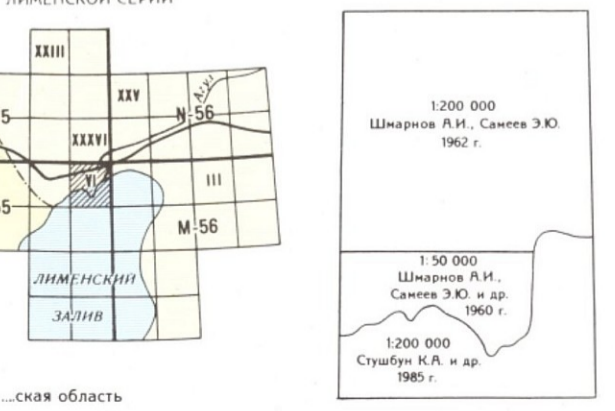 ЛИМЕНСКОЙ СЕРИИ
XXIII
XXV
Агул
5
N-56
XXXVI
VI
III
5
M-56
ЛИМЕНСКИЙ
ЗАЛИВ
....ская область
1:200 000
Шмарнов А.И., Самеев Э.Ю.
1962 г.
1:50 000
Шмарнов А.И.,
Самеев Э.Ю. и др.
1960 г.
1:200 000
Стушбун К.А. и др.
1985 г.